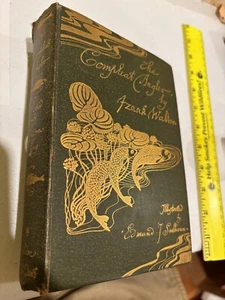 The
Compleat Angler
by
Izaak Walton
Illustrated
by
Edmund J. Sullivan